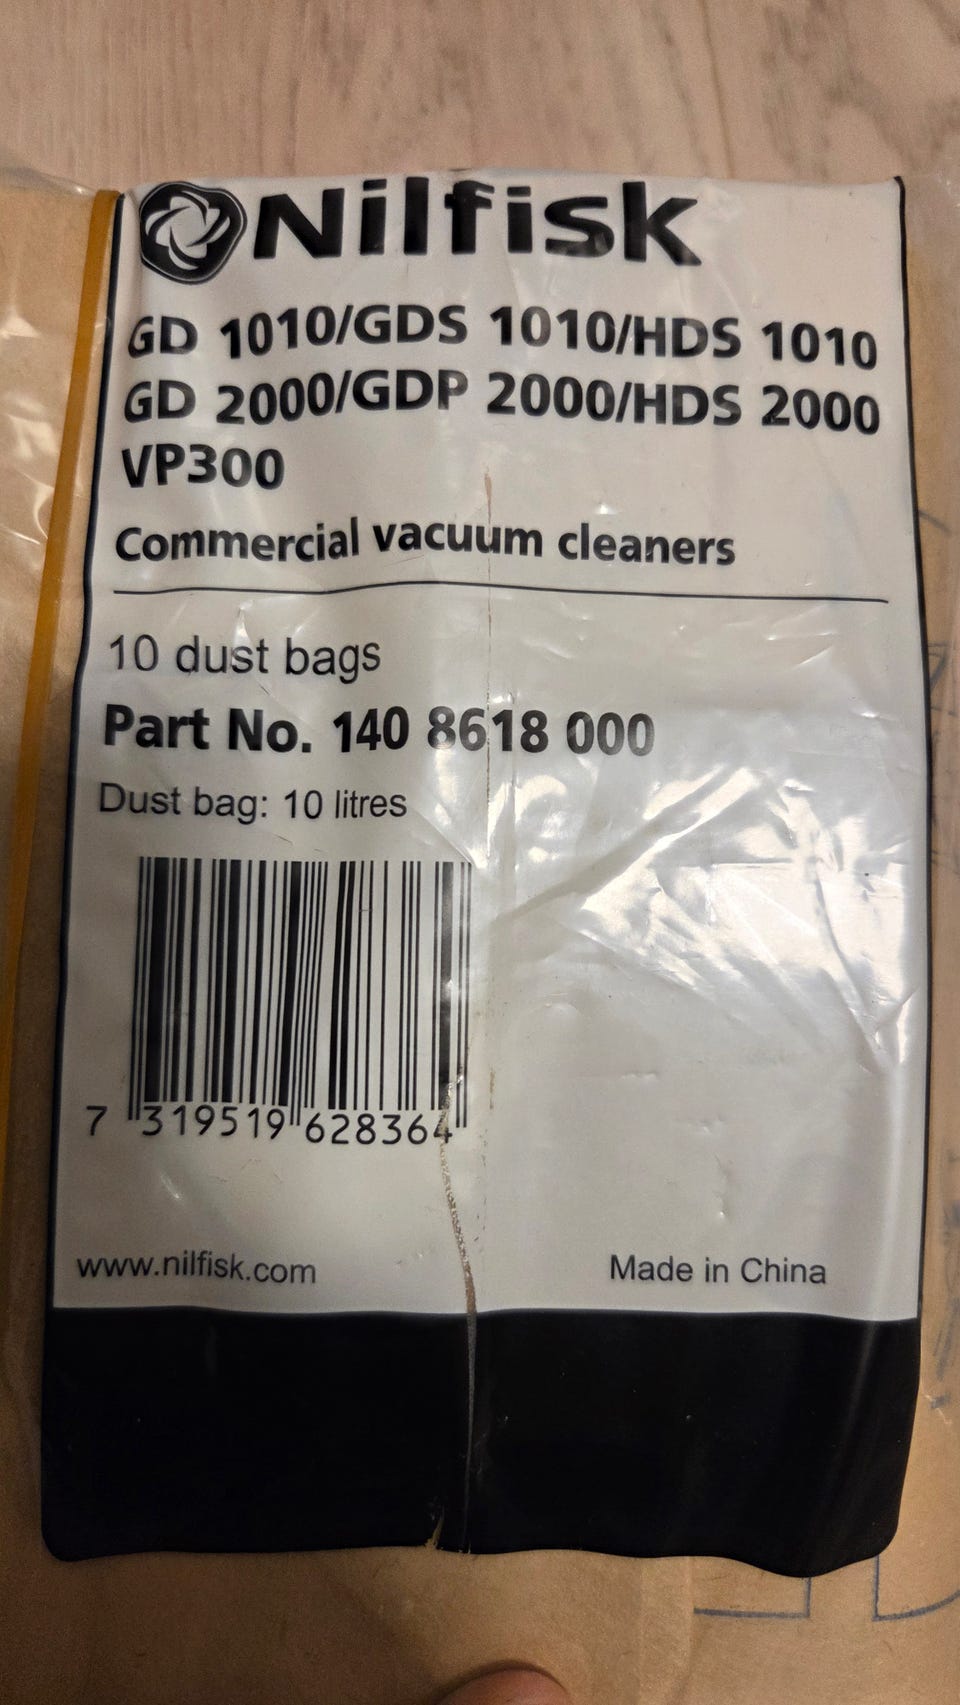 Nilfisk
GD 1010/GDS 1010/HDS 1010
GD 2000/GDP 2000/HDS 2000
VP300
Commercial vacuum cleaners
10 dust bags
Part No. 140 8618 000
Dust bag: 10 litres
7 319519 628364
www.nilfisk.com
Made in China